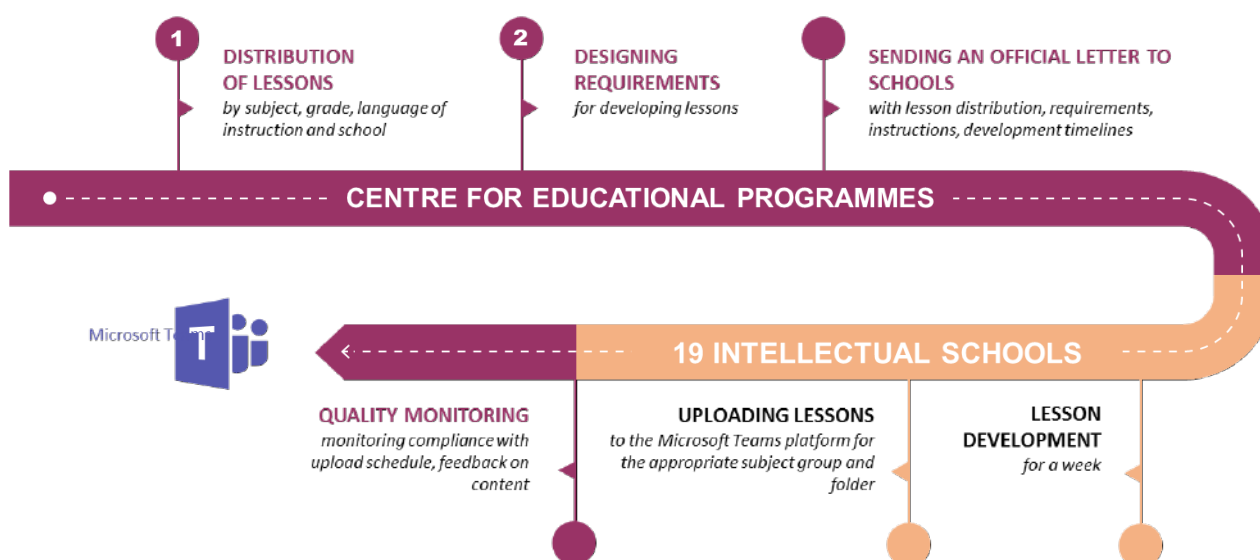 1
DISTRIBUTION
OF LESSONS
by subject, grade, language of
instruction and school
2
DESIGNING
REQUIREMENTS
for developing lessons
SENDING AN OFFICIAL LETTER TO
SCHOOLS
with lesson distribution, requirements,
instructions, development timelines
CENTRE FOR EDUCATIONAL PROGRAMMES
Microsoft Teams
T
19 INTELLECTUAL SCHOOLS
QUALITY MONITORING
monitoring compliance with
upload schedule, feedback on
content
UPLOADING LESSONS
to the Microsoft Teams platform for
the appropriate subject group and
folder
LESSON
DEVELOPMENT
for a week